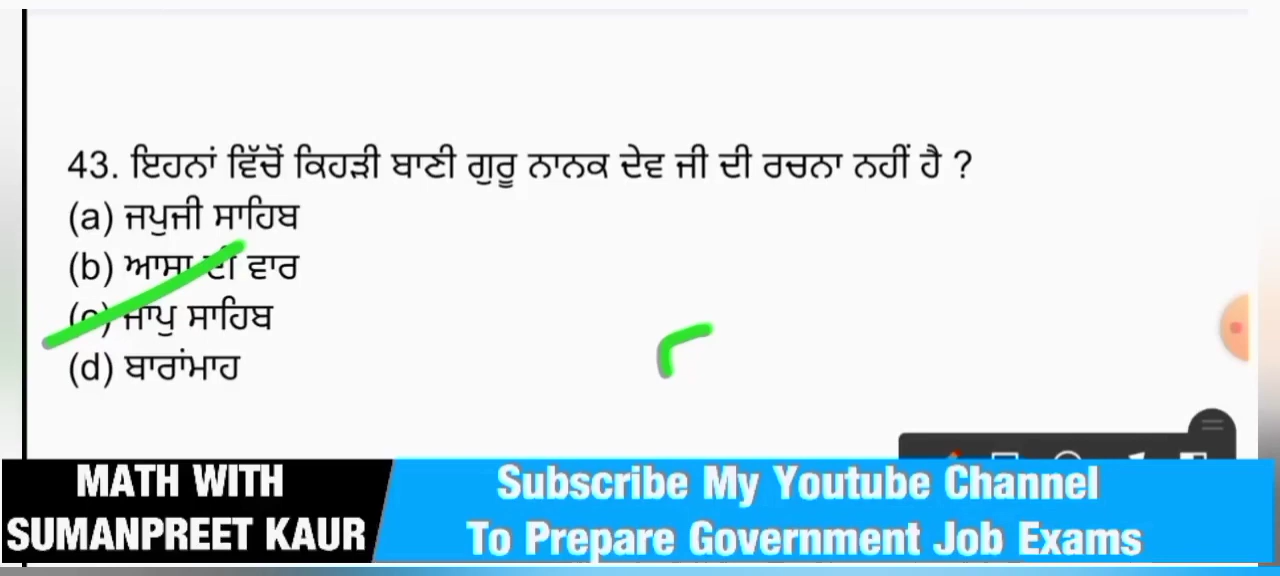 43. ਇਹਨਾਂ ਵਿੱਚੋਂ ਕਿਹੜੀ ਬਾਣੀ ਗੁਰੂ ਨਾਨਕ ਦੇਵ ਜੀ ਦੀ ਰਚਨਾ ਨਹੀਂ ਹੈ ?
(a) ਜਪੁਜੀ ਸਾਹਿਬ
(b) ਆਸਾ ਦੀ ਵਾਰ
(c) ਜਾਪੁ ਸਾਹਿਬ
(d) ਬਾਰਾਂਮਾਹ
MATH WITH
SUMANPREET KAUR
Subscribe My Youtube Channel
To Prepare Government Job Exams